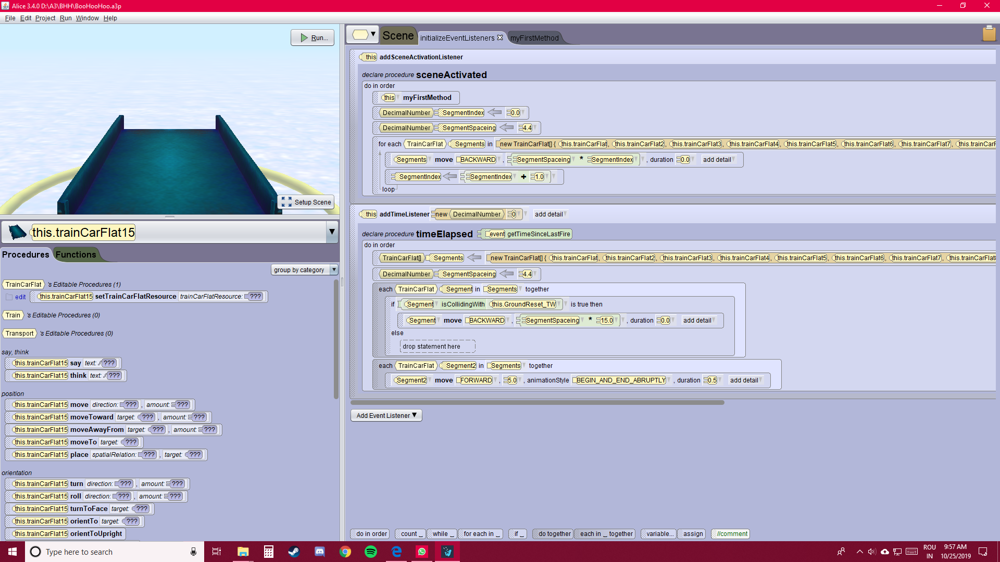 Alice 3.4.0 D:\A3\BHH\BooHooHoo.a3p
File Edit Project Run Window Help
Run...
Setup Scene
this.trainCarFlat15
Procedures Functions
group by category
TrainCarFlat 's Editable Procedures (1)
edit this.trainCarFlat15 setTrainCarFlatResource trainCarFlatResource: ???
Train 's Editable Procedures (0)
Transport 's Editable Procedures (0)
say, think
this.trainCarFlat15 say text: ???
this.trainCarFlat15 think text: ???
position
this.trainCarFlat15 move direction: ??? , amount: ???
this.trainCarFlat15 moveToward target: ??? , amount: ???
this.trainCarFlat15 moveAwayFrom target: ??? , amount: ???
this.trainCarFlat15 moveTo target: ???
this.trainCarFlat15 place spatialRelation: ??? , target: ???
orientation
this.trainCarFlat15 turn direction: ??? , amount: ???
this.trainCarFlat15 roll direction: ??? , amount: ???
this.trainCarFlat15 turnToFace target: ???
this.trainCarFlat15 orientTo target: ???
this.trainCarFlat15 orientToUpright
Scene initializeEventListeners myFirstMethod
this addSceneActivationListener
declare procedure sceneActivated
do in order
this myFirstMethod
DecimalNumber SegmentIndex 0.0
DecimalNumber SegmentSpaceing 4.4
for each TrainCarFlat Segments in new TrainCarFlat[] { this.trainCarFlat, this.trainCarFlat2, this.trainCarFlat3, this.trainCarFlat4, this.trainCarFlat5, this.trainCarFlat6, this.trainCarFlat7, this.trainCarFl
Segments move BACKWARD , SegmentSpaceing * SegmentIndex , duration 0.0 add detail
SegmentIndex SegmentIndex + 1.0
loop
this addTimeListener new DecimalNumber 0 add detail
declare procedure timeElapsed event getTimeSinceLastFire
do in order
TrainCarFlat[] Segments new TrainCarFlat[] { this.trainCarFlat, this.trainCarFlat2, this.trainCarFlat3, this.trainCarFlat4, this.trainCarFlat5, this.trainCarFlat6, this.trainCarFlat7, this.trainCarFlat8
DecimalNumber SegmentSpaceing 4.4
each TrainCarFlat Segment in Segments together
if Segment isCollidingWith this.GroundReset_TW is true then
Segment move BACKWARD , SegmentSpaceing * 15.0 , duration 0.0 add detail
else
drop statement here
each TrainCarFlat Segment2 in Segments together
Segment2 move FORWARD , 5.0 , animationStyle BEGIN_AND_END_ABRUPTLY , duration 0.5 add detail
Add Event Listener
do in order count _ while _ for each in _ if _ do together each in _ together variable... assign //comment
Type here to search
ROU
IN
9:57 AM
10/25/2019